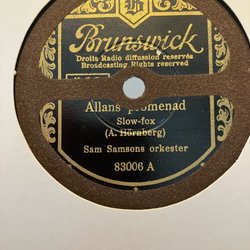 Brunswick
Droits Radio diffusion reservés
Broadcasting Rights reserved
Allans promenad
Slow-fox
(A. Hörnberg)
Sam Samsons orkester
83006 A